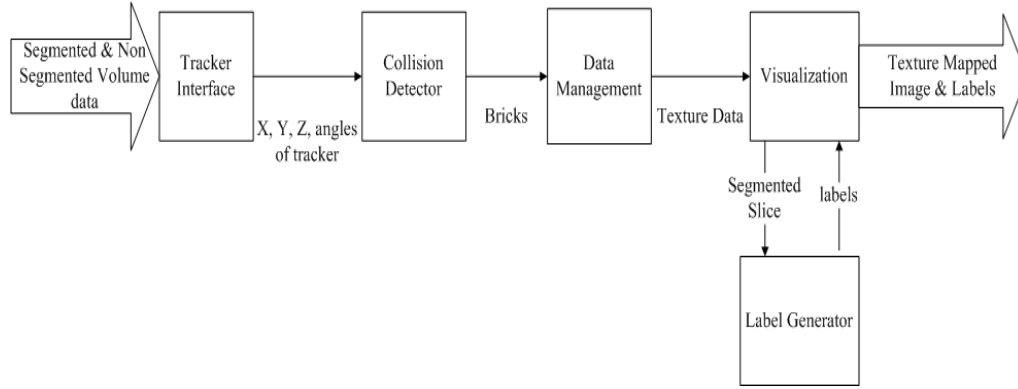 Segmented & Non
Segmented Volume
data
Tracker
Interface
X, Y, Z, angles
of tracker
Collision
Detector
Bricks
Data
Management
Texture Data
Visualization
Texture Mapped
Image & Labels
Segmented
Slice
labels
Label Generator